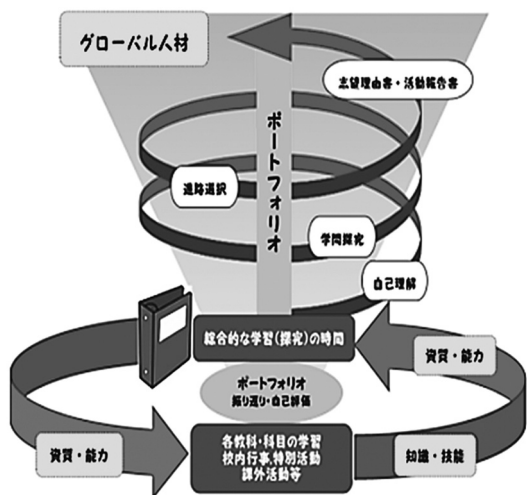 グローバル人材
志望理由書・活動報告書
ポートフォリオ
進路選択
学問探究
自己理解
総合的な学習(探究)の時間
資質・能力
ポートフォリオ
振り返り・自己評価
資質・能力
各教科・科目の学習
校内行事、特別活動
課外活動等
知識・技能